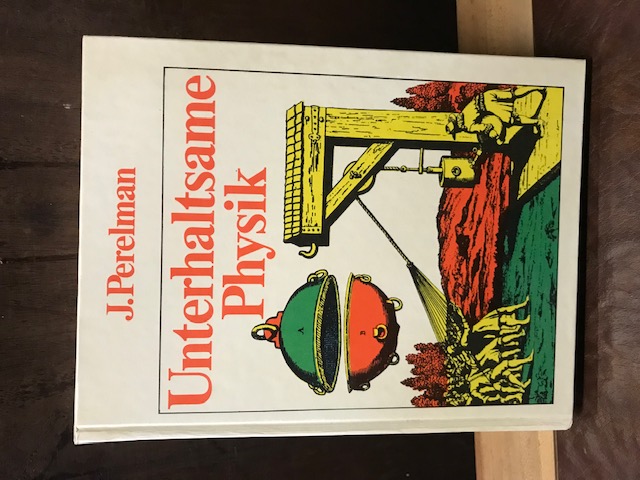 J. Perelman
Unterhaltsame
Physik
A
B